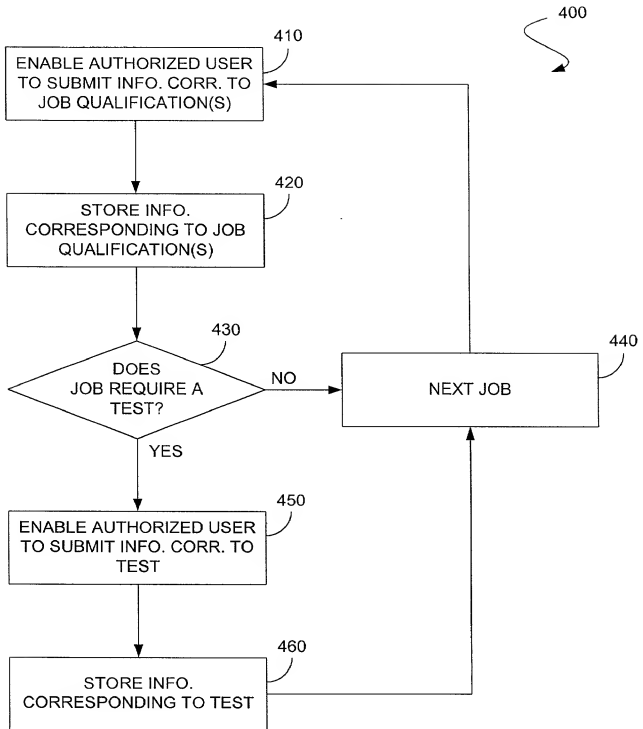 400
410
ENABLE AUTHORIZED USER
TO SUBMIT INFO. CORR. TO
JOB QUALIFICATION(S)
420
STORE INFO.
CORRESPONDING TO JOB
QUALIFICATION(S)
430
DOES
JOB REQUIRE A
TEST?
NO
YES
440
NEXT JOB
450
ENABLE AUTHORIZED USER
TO SUBMIT INFO. CORR. TO
TEST
460
STORE INFO.
CORRESPONDING TO TEST